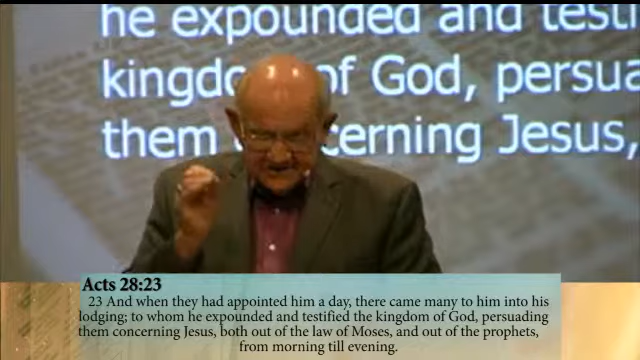 he expounded and testi
kingdo of God, persua
them cerning Jesus,
Acts 28:23
23 And when they had appointed him a day, there came many to him into his
lodging; to whom he expounded and testified the kingdom of God, persuading
them concerning Jesus, both out of the law of Moses, and out of the prophets,
from morning till evening.